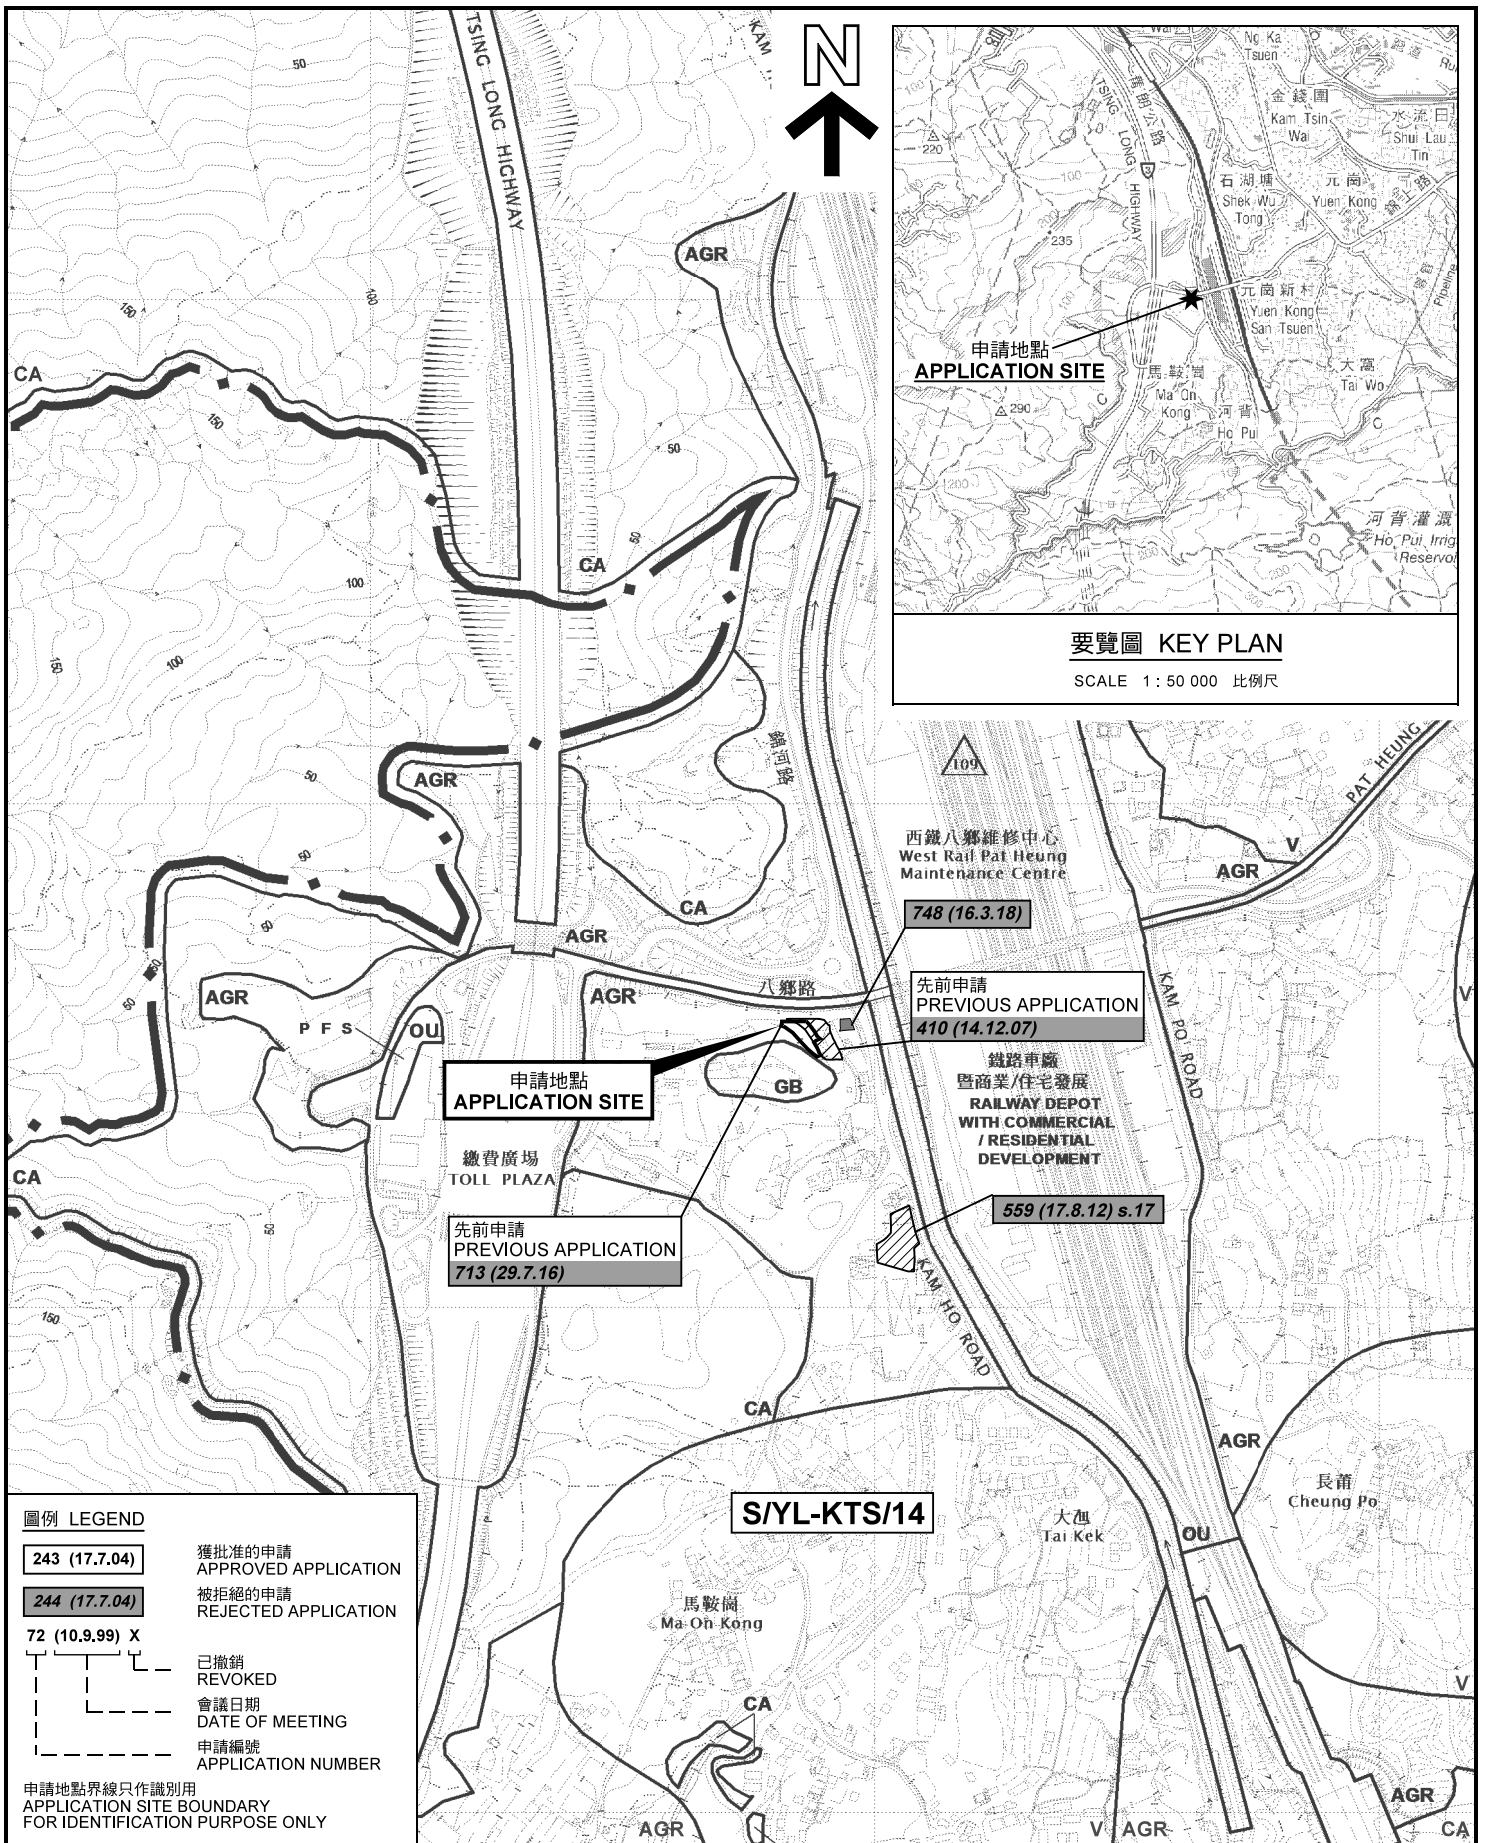 TSING LONG HIGHWAY
KAM
N
50
AGR
100
150
CA
150
50
CA
50
100
150
100
AGR
50
50
60
50
CA
AGR
AGR
AGR
P F S
OU
錦河路
109
西鐵八鄉維修中心
West Rail Pat Heung
Maintenance Centre
PAT HEUNG
V
AGR
748 (16.3.18)
八鄉路
先前申請
PREVIOUS APPLICATION
410 (14.12.07)
KAM PO ROAD
V
申請地點
APPLICATION SITE
GB
鐵路車廠
暨商業/住宅發展
RAILWAY DEPOT
WITH COMMERCIAL
/ RESIDENTIAL
DEVELOPMENT
CA
繳費廣場
TOLL PLAZA
559 (17.8.12) s.17
先前申請
PREVIOUS APPLICATION
713 (29.7.16)
50
150
KAM HO ROAD
CA
AGR
長莆
Cheung Po
S/YL-KTS/14
Tai Kek
OU
馬鞍崗
Ma On Kong
CA
V
AGR
AGR
V
AGR
CA
Ng Ka
Tsuen
金錢圍
Kam Tsin
Wai
水流田
Shui Lau
Tin
TSING LONG HIGHWAY
3
100
220
100
石湖塘
Shek Wu
Tong
元崗
Yuen Kong
235
元崗新村
Yuen Kong
San Tsuen
Pipeline
申請地點
APPLICATION SITE
馬鞍崗
Ma On
Kong
大窩
Tai Wo
290
河背
Ho Pui
C
C
河背灌溉
Ho Pui Irrig
Reservoi
要覽圖 KEY PLAN
SCALE 1 : 50 000 比例尺
圖例 LEGEND
243 (17.7.04)
獲批准的申請
APPROVED APPLICATION
244 (17.7.04)
被拒絕的申請
REJECTED APPLICATION
72 (10.9.99) X
已撤銷
REVOKED
會議日期
DATE OF MEETING
申請編號
APPLICATION NUMBER
申請地點界線只作識別用
APPLICATION SITE BOUNDARY
FOR IDENTIFICATION PURPOSE ONLY